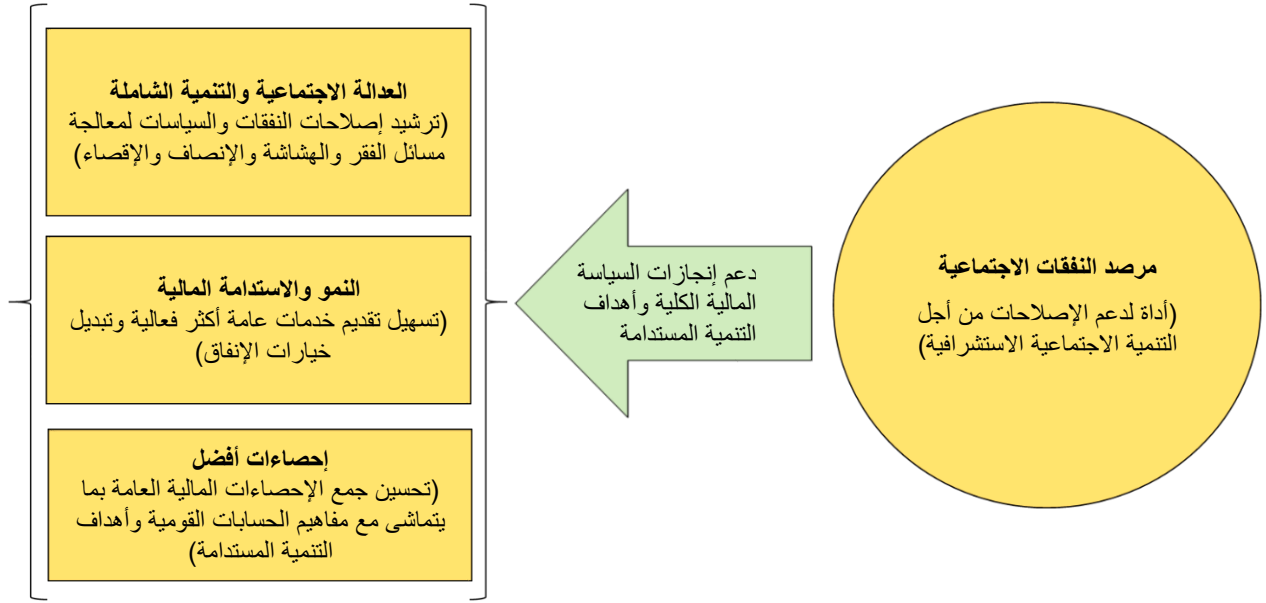 مرصد النفقات الاجتماعية
(أداة لدعم الإصلاحات من أجل
التنمية الاجتماعية الاستشرافية)
دعم إنجازات السياسة
المالية الكلية وأهداف
التنمية المستدامة
العدالة الاجتماعية والتنمية الشاملة
(ترشيد إصلاحات النفقات والسياسات لمعالجة
مسائل الفقر والهشاشة والإنصاف والإقصاء)
النمو والاستدامة المالية
(تسهيل تقديم خدمات عامة أكثر فعالية وتبديل
خيارات الإنفاق)
إحصاءات أفضل
(تحسين جمع الإحصاءات المالية العامة بما
يتماشى مع مفاهيم الحسابات القومية وأهداف
التنمية المستدامة)